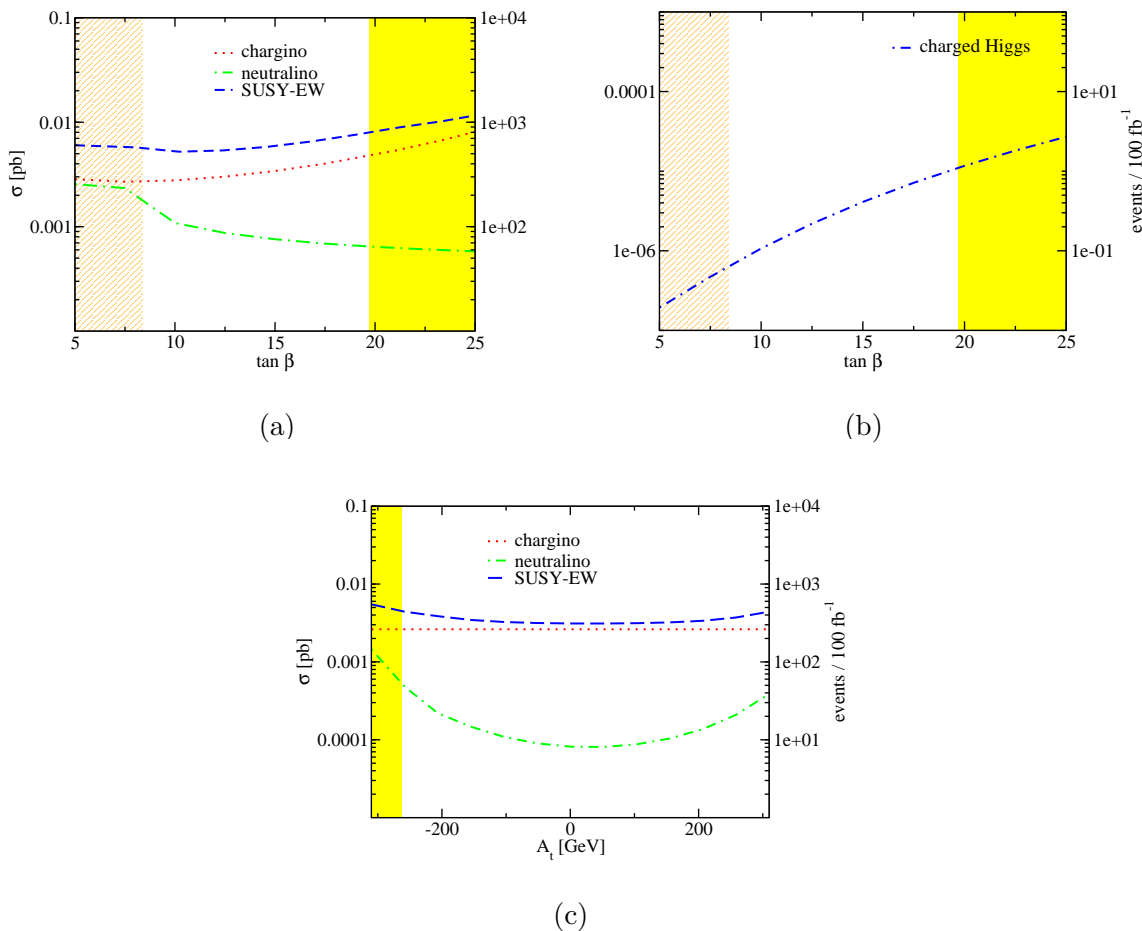 0.1
0.01
0.001
σ [pb]
1e+04
1e+03
1e+02
chargino
neutralino
SUSY-EW
5 10 15 20 25
tan β
(a)
0.0001
1e-06
1e+01
1e-01
events / 100 fb⁻¹
charged Higgs
5 10 15 20 25
tan β
(b)
0.1
0.01
0.001
0.0001
σ [pb]
1e+04
1e+03
1e+02
1e+01
events / 100 fb⁻¹
chargino
neutralino
SUSY-EW
-200 0 200
A_t [GeV]
(c)